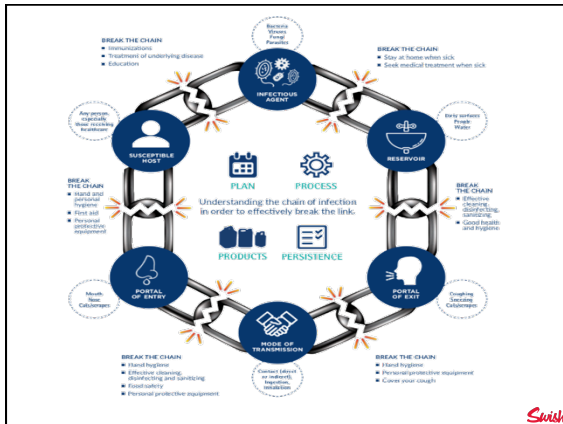 Bacteria
Viruses
Fungi
Parasites
INFECTIOUS
AGENT
BREAK THE CHAIN
Stay at home when sick
Seek medical treatment when sick
Dirty surfaces
People
Water
RESERVOIR
BREAK
THE CHAIN
Effective
cleaning,
disinfecting,
sanitizing
Good health
and hygiene
PORTAL
OF EXIT
Coughing
Sneezing
Cuts/scrapes
BREAK THE CHAIN
Hand hygiene
Personal protective equipment
Cover your cough
MODE OF
TRANSMISSION
Contact (direct
or indirect),
Ingestion,
Inhalation
BREAK THE CHAIN
Hand hygiene
Effective cleaning,
disinfecting and sanitizing
Food safety
Personal protective equipment
PORTAL
OF ENTRY
Mouth
Nose
Cuts/scrapes
BREAK
THE CHAIN
Hand and
personal
hygiene
First aid
Personal
protective
equipment
SUSCEPTIBLE
HOST
Any person,
especially
those receiving
healthcare
BREAK THE CHAIN
Immunizations
Treatment of underlying disease
Education
PLAN
PROCESS
Understanding the chain of infection
in order to effectively break the link.
PRODUCTS
PERSISTENCE
Swish